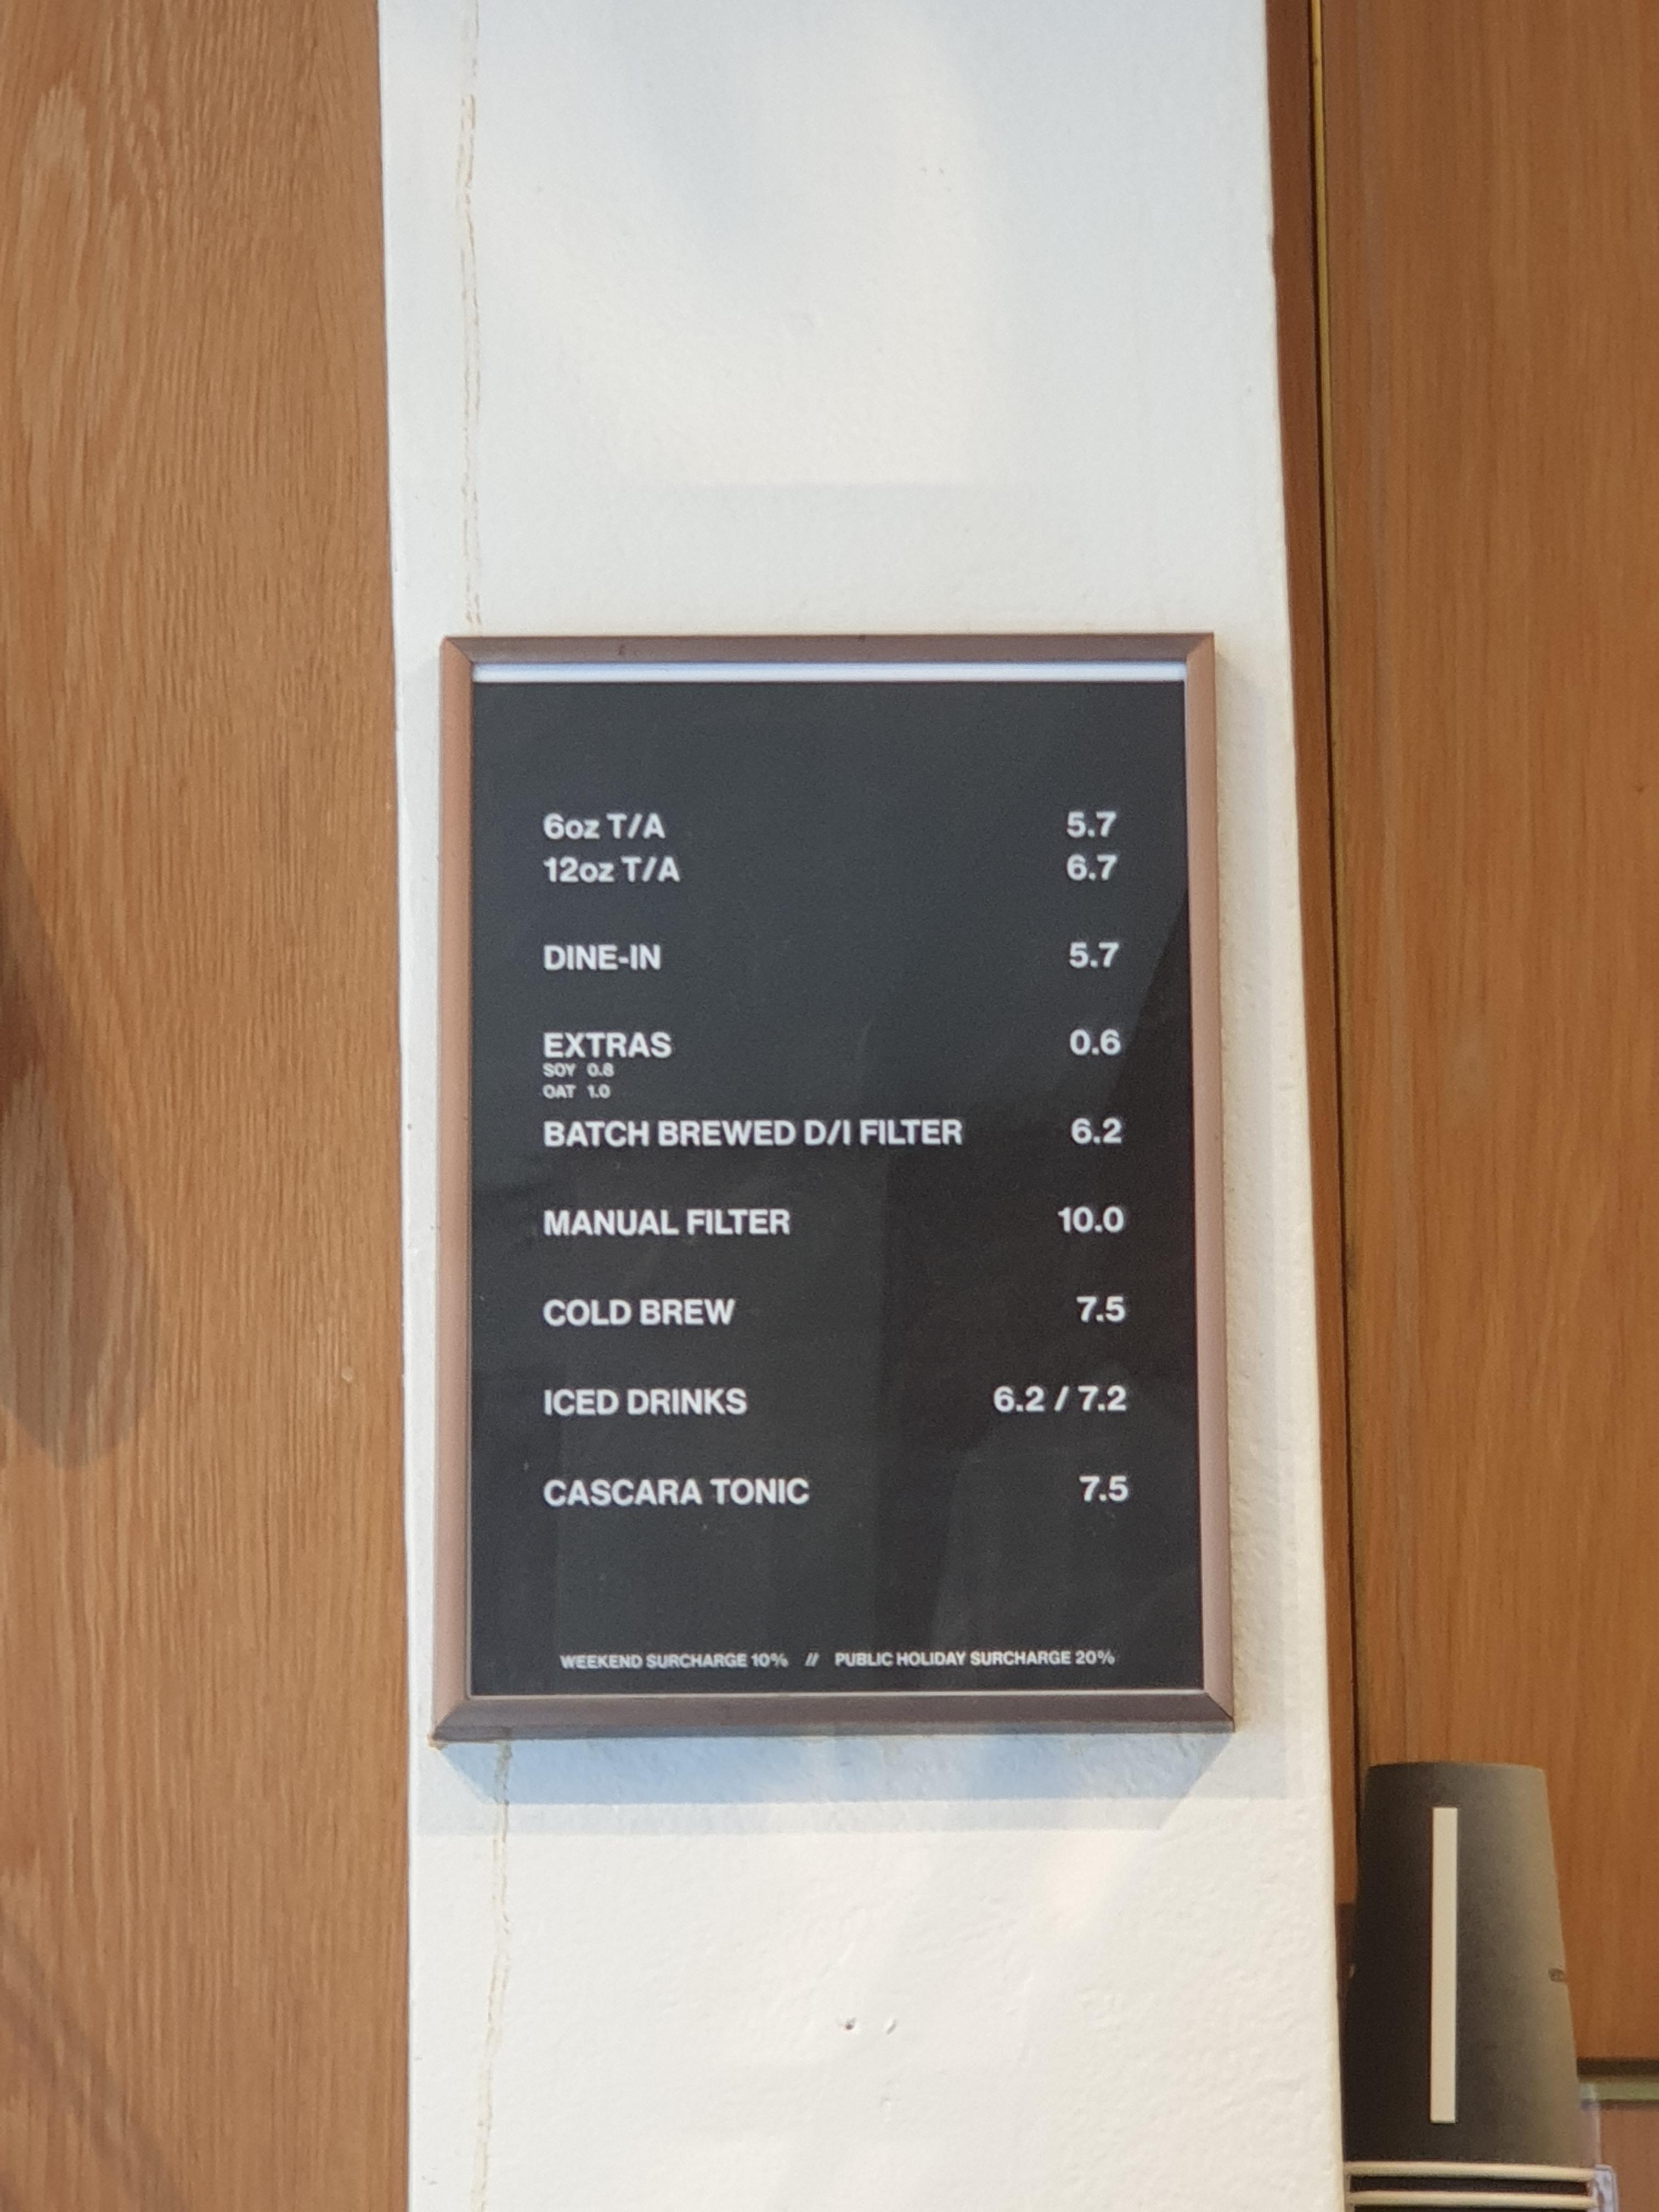 6oz T/A 5.7
12oz T/A 6.7
DINE-IN 5.7
EXTRAS 0.6
SOY 0.8
OAT 1.0
BATCH BREWED D/I FILTER 6.2
MANUAL FILTER 10.0
COLD BREW 7.5
ICED DRINKS 6.2 / 7.2
CASCARA TONIC 7.5
WEEKEND SURCHARGE 10% // PUBLIC HOLIDAY SURCHARGE 20%